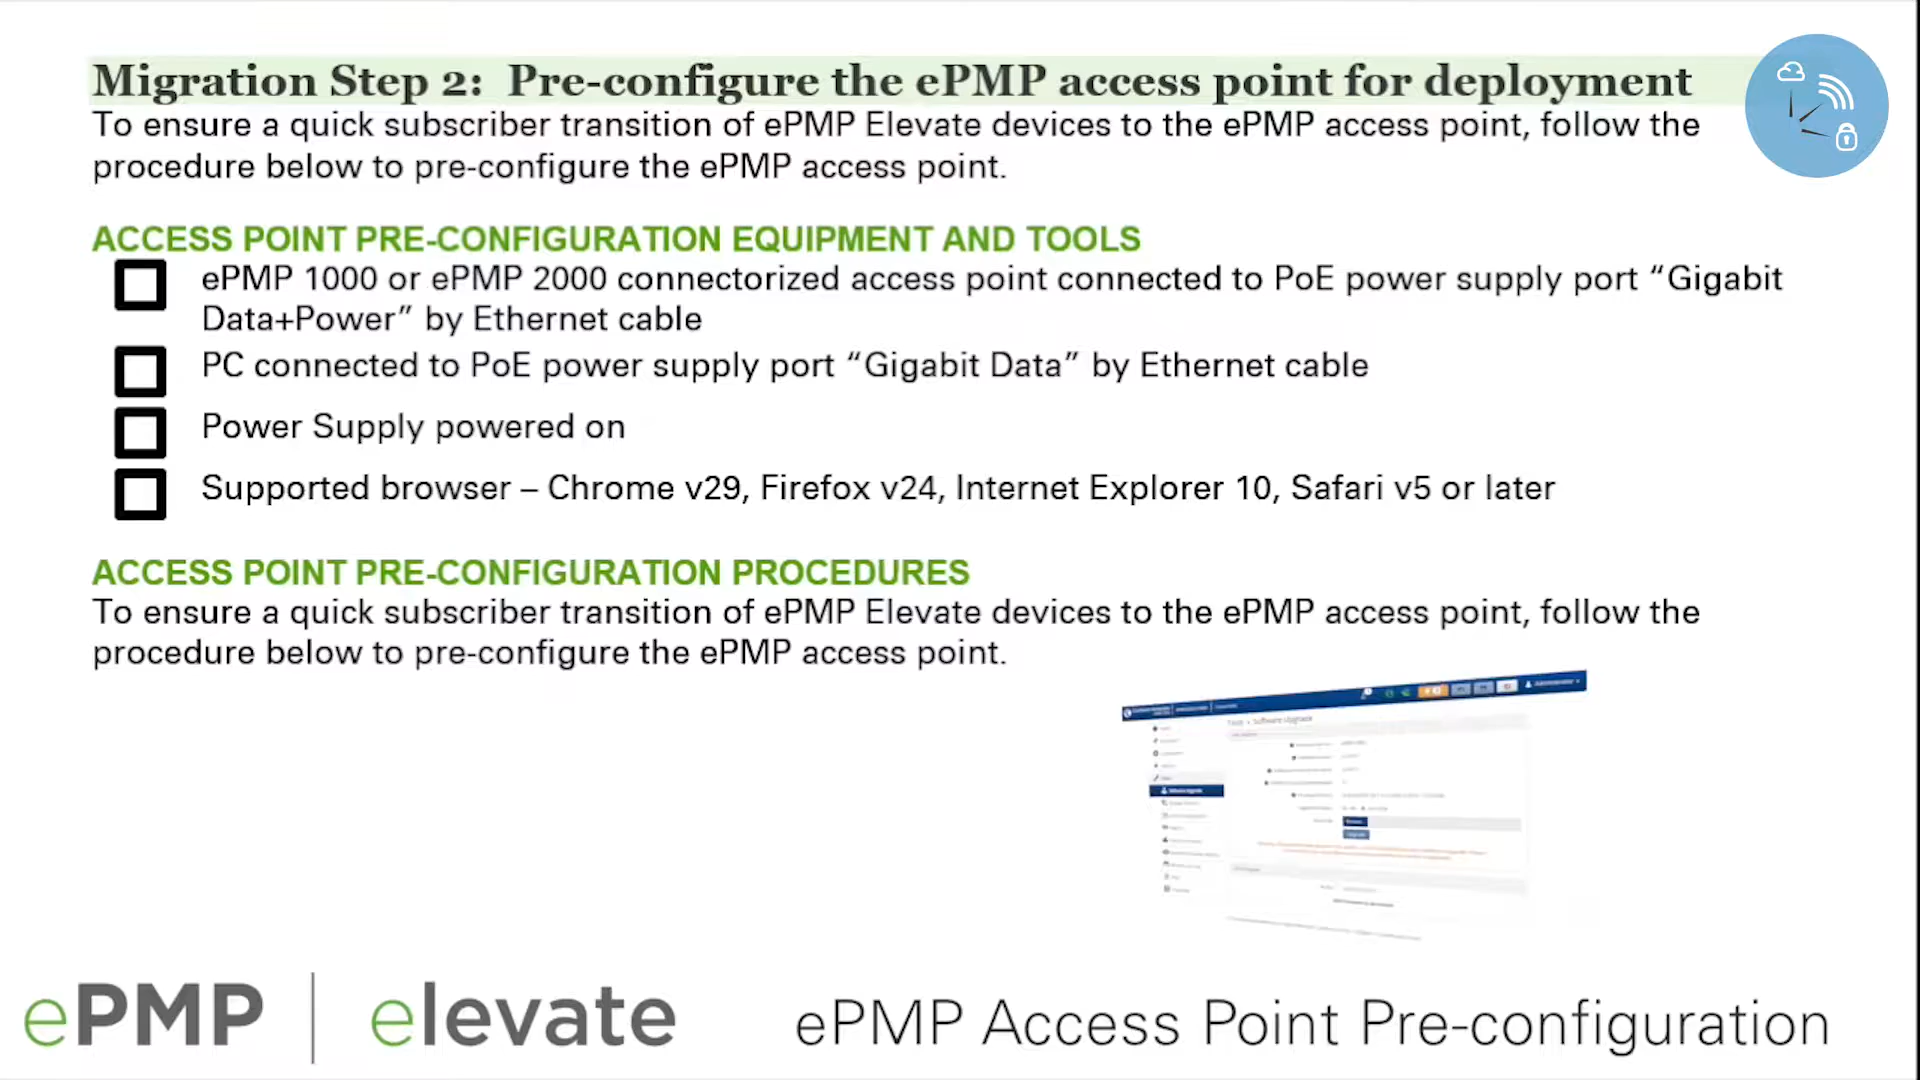 Migration Step 2: Pre-configure the ePMP access point for deployment
To ensure a quick subscriber transition of ePMP Elevate devices to the ePMP access point, follow the
procedure below to pre-configure the ePMP access point.
ACCESS POINT PRE-CONFIGURATION EQUIPMENT AND TOOLS
ePMP 1000 or ePMP 2000 connectorized access point connected to PoE power supply port “Gigabit
Data+Power” by Ethernet cable
PC connected to PoE power supply port “Gigabit Data” by Ethernet cable
Power Supply powered on
Supported browser – Chrome v29, Firefox v24, Internet Explorer 10, Safari v5 or later
ACCESS POINT PRE-CONFIGURATION PROCEDURES
To ensure a quick subscriber transition of ePMP Elevate devices to the ePMP access point, follow the
procedure below to pre-configure the ePMP access point.
Software Upgrade
ePMP | elevate
ePMP Access Point Pre-configuration